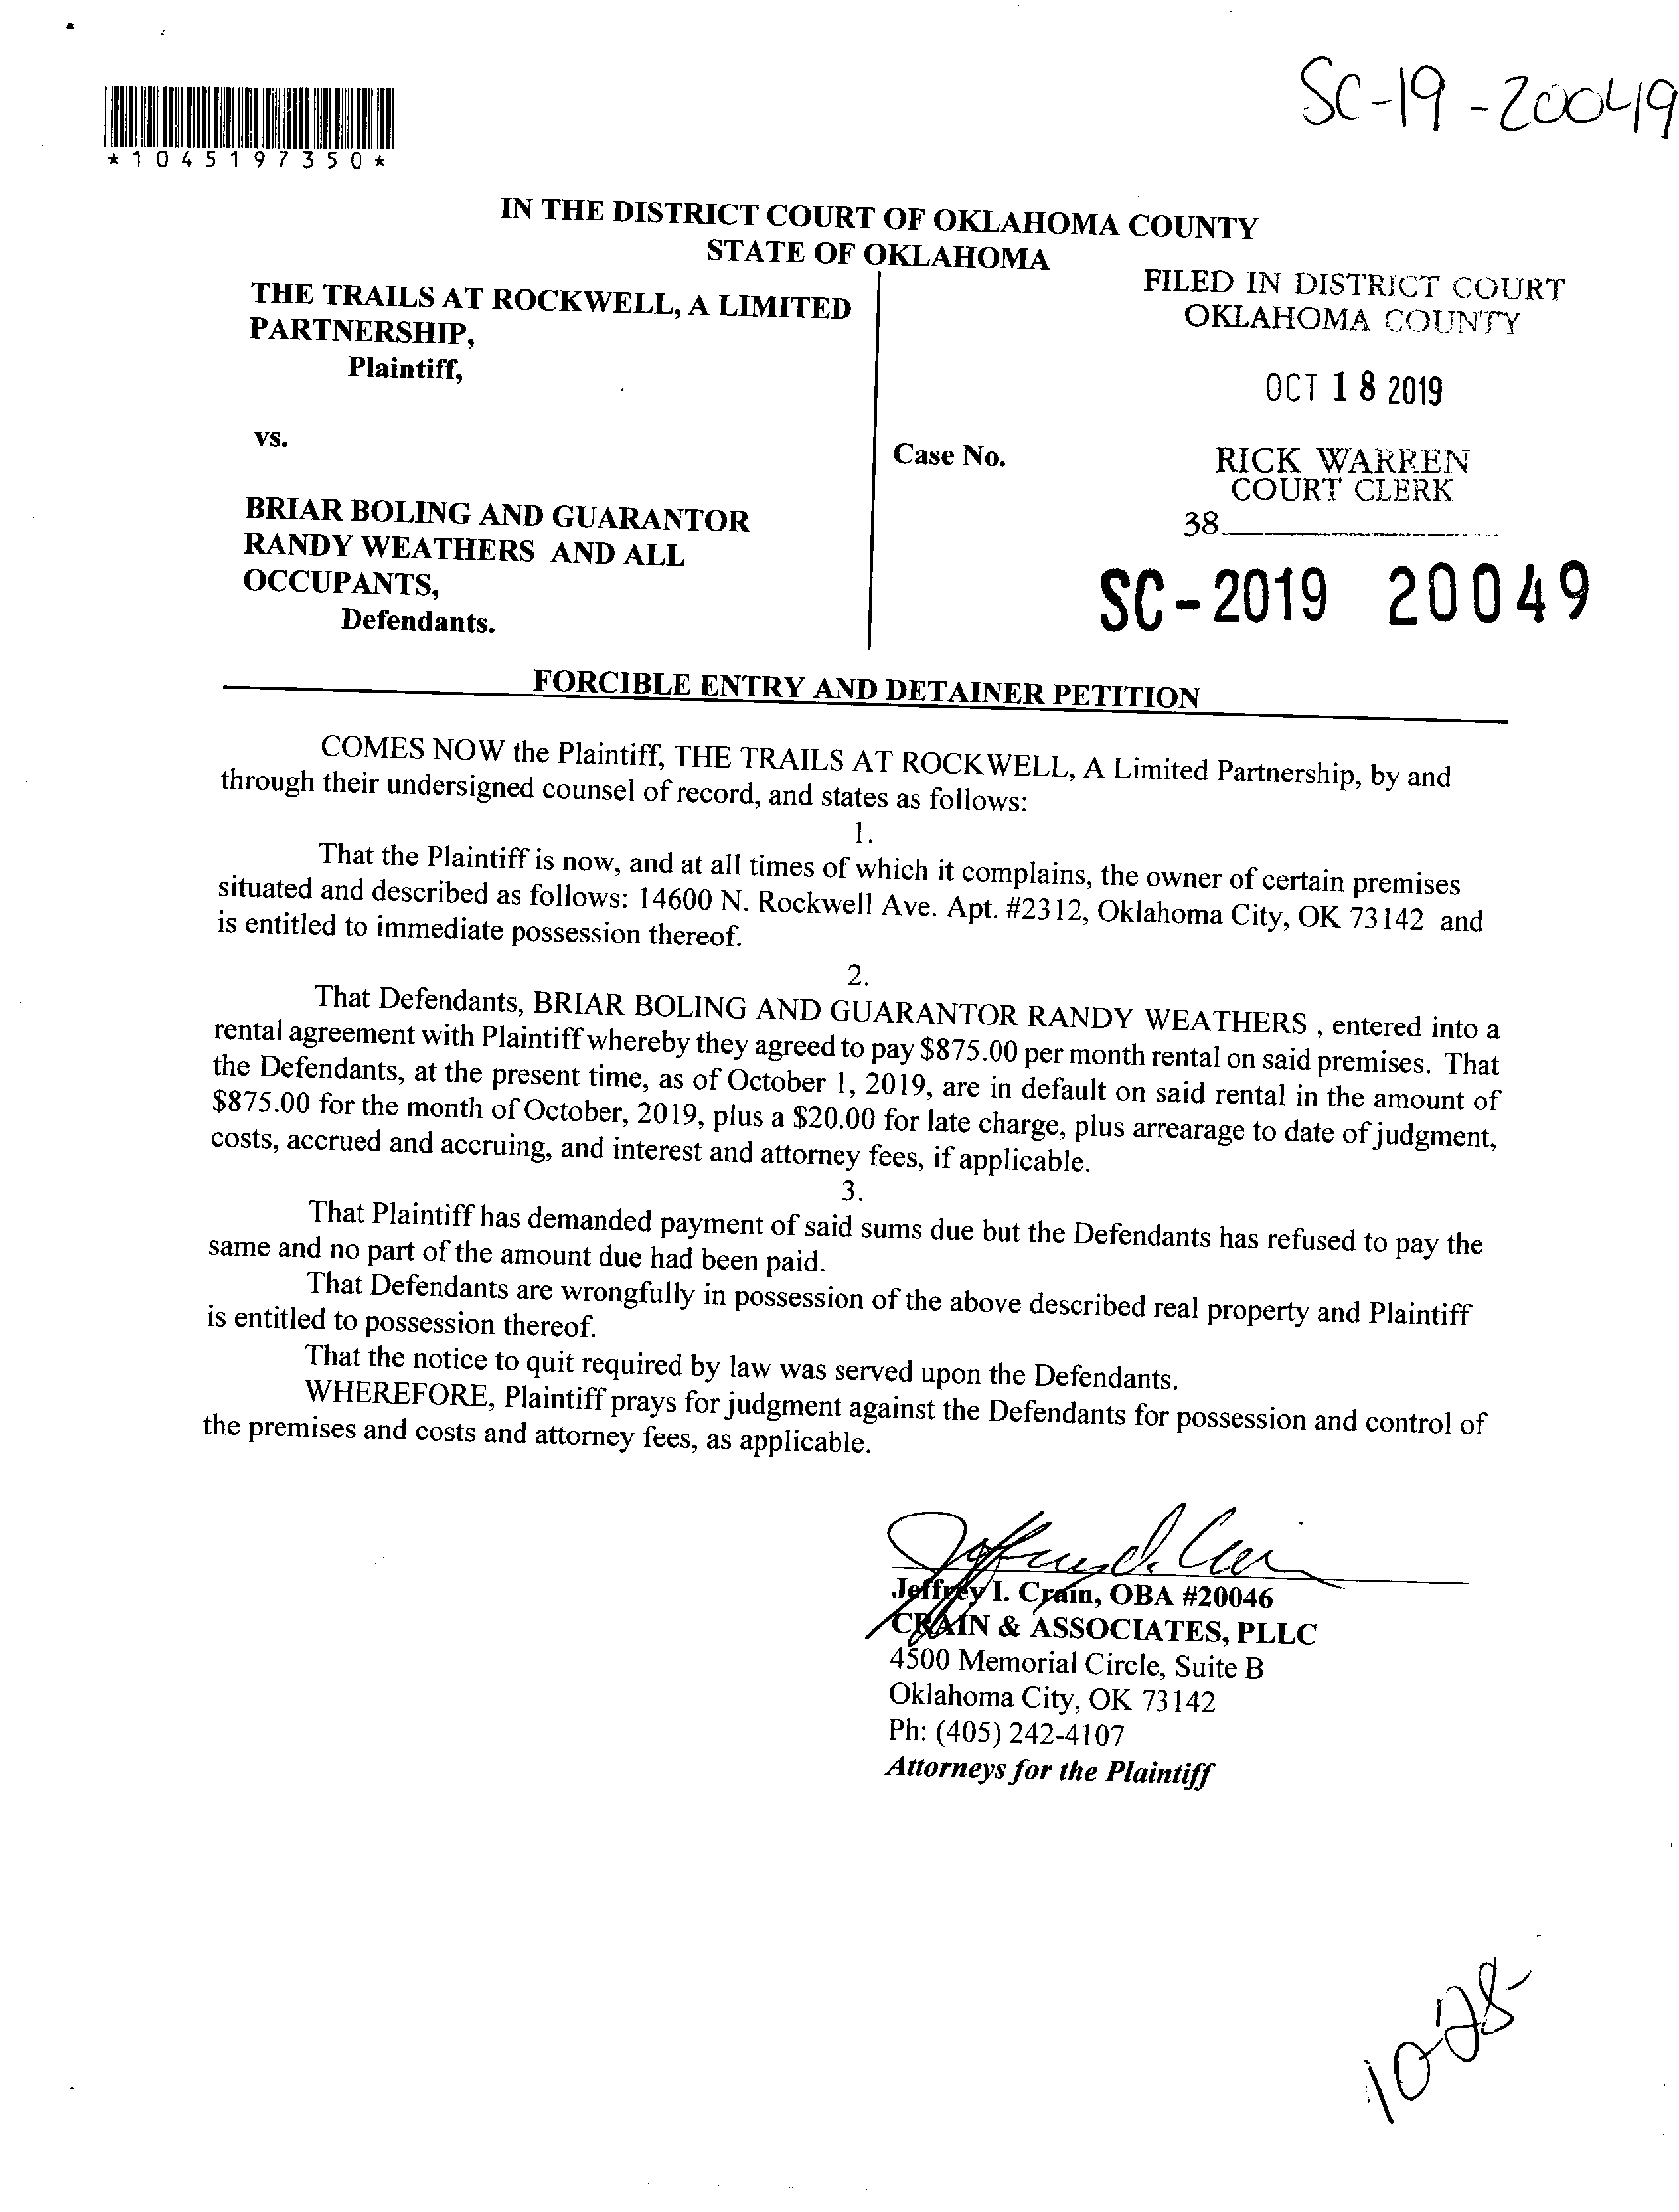 SC-19-20049
*1045197350*
IN THE DISTRICT COURT OF OKLAHOMA COUNTY
STATE OF OKLAHOMA
THE TRAILS AT ROCKWELL, A LIMITED
PARTNERSHIP,
Plaintiff,
vs.
BRIAR BOLING AND GUARANTOR
RANDY WEATHERS AND ALL
OCCUPANTS,
Defendants.
Case No.
FILED IN DISTRICT COURT
OKLAHOMA COUNTY
OCT 18 2019
RICK WARREN
COURT CLERK
38
SC-2019 20049
FORCIBLE ENTRY AND DETAINER PETITION
COMES NOW the Plaintiff, THE TRAILS AT ROCKWELL, A Limited Partnership, by and
through their undersigned counsel of record, and states as follows:
1.
That the Plaintiff is now, and at all times of which it complains, the owner of certain premises
situated and described as follows: 14600 N. Rockwell Ave. Apt. #2312, Oklahoma City, OK 73142 and
is entitled to immediate possession thereof.
2.
That Defendants, BRIAR BOLING AND GUARANTOR RANDY WEATHERS , entered into a
rental agreement with Plaintiff whereby they agreed to pay $875.00 per month rental on said premises. That
the Defendants, at the present time, as of October 1, 2019, are in default on said rental in the amount of
$875.00 for the month of October, 2019, plus a $20.00 for late charge, plus arrearage to date of judgment,
costs, accrued and accruing, and interest and attorney fees, if applicable.
3.
That Plaintiff has demanded payment of said sums due but the Defendants has refused to pay the
same and no part of the amount due had been paid.
That Defendants are wrongfully in possession of the above described real property and Plaintiff
is entitled to possession thereof.
That the notice to quit required by law was served upon the Defendants.
WHEREFORE, Plaintiff prays for judgment against the Defendants for possession and control of
the premises and costs and attorney fees, as applicable.
Jeffrey I. Crain, OBA #20046
CRAIN & ASSOCIATES, PLLC
4500 Memorial Circle, Suite B
Oklahoma City, OK 73142
Ph: (405) 242-4107
Attorneys for the Plaintiff
10-28-